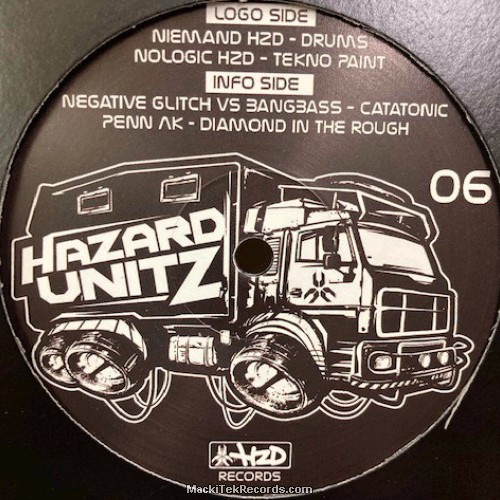 LOGO SIDE
NIEMAND HZD - DRUMS
NOLOGIC HZD - TEKNO PAINT
INFO SIDE
NEGATIVE GLITCH VS BANGBASS - CATATONIC
PENN AK - DIAMOND IN THE ROUGH
06
HAZARD
UNITZ
HZD
RECORDS
MackiTekRecords.com